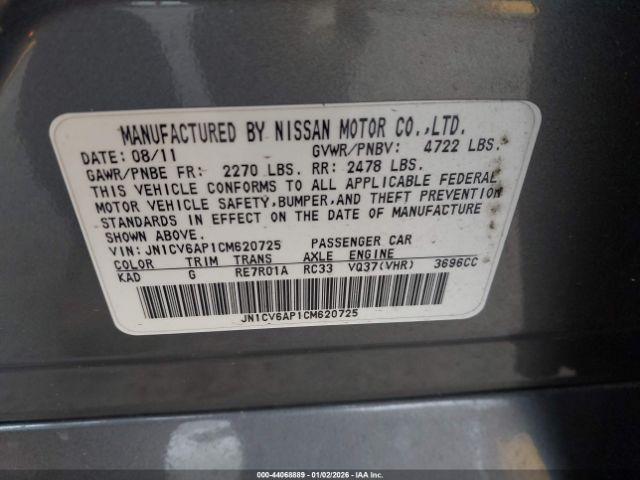 MANUFACTURED BY NISSAN MOTOR CO.,LTD.
DATE: 08/11 GVWR/PNBV: 4722 LBS.
GAWR/PNBE FR: 2270 LBS. RR: 2478 LBS.
THIS VEHICLE CONFORMS TO ALL APPLICABLE FEDERAL
MOTOR VEHICLE SAFETY,BUMPER,AND THEFT PREVENTION
STANDARDS IN EFFECT ON THE DATE OF MANUFACTURE
SHOWN ABOVE.
VIN: JN1CV6AP1CM620725 PASSENGER CAR
COLOR TRIM TRANS AXLE ENGINE
KAD G RE7R01A RC33 VQ37(VHR) 3696CC
JN1CV6AP1CM620725
000-44068889 - 01/02/2026 - IAA Inc.